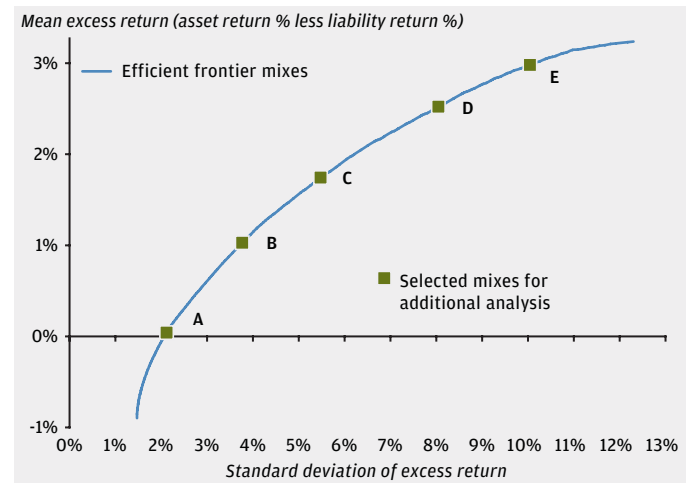 Mean excess return (asset return % less liability return %)
3%
Efficient frontier mixes
E
D
2%
C
1%
B
Selected mixes for
additional analysis
A
0%
-1%
0% 1% 2% 3% 4% 5% 6% 7% 8% 9% 10% 11% 12% 13%
Standard deviation of excess return